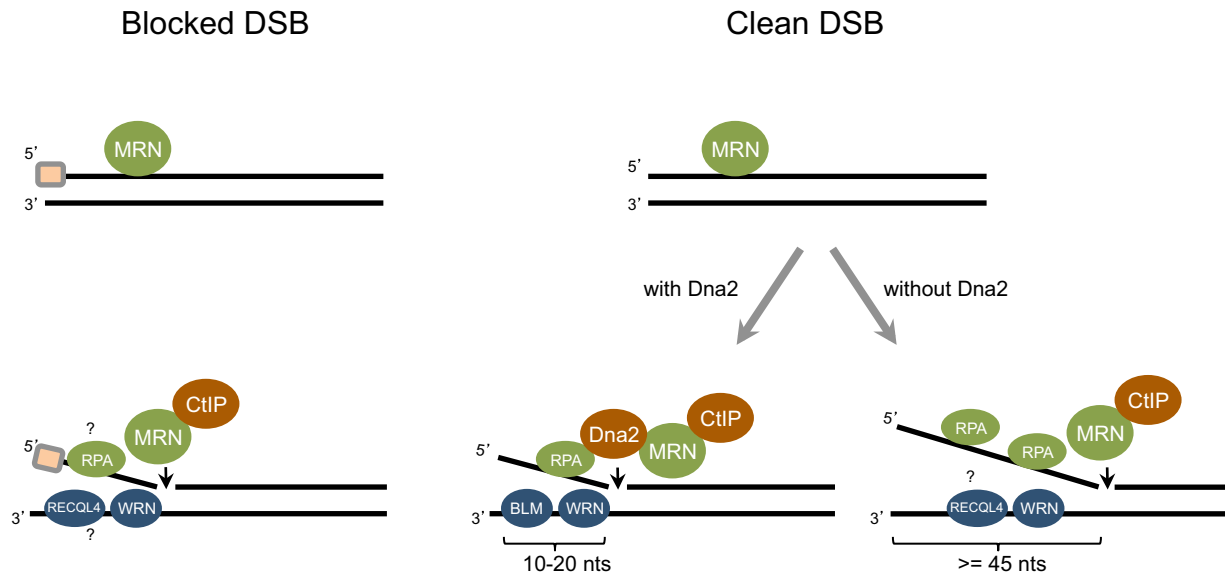 Blocked DSB
Clean DSB
MRN
5’
3’
MRN
5’
3’
with Dna2
without Dna2
CtIP
?
MRN
5’
RPA
RECQL4
WRN
3’
?
CtIP
Dna2
MRN
5’
RPA
BLM
WRN
3’
10-20 nts
CtIP
5’
RPA
MRN
RPA
?
RECQL4
WRN
3’
>= 45 nts